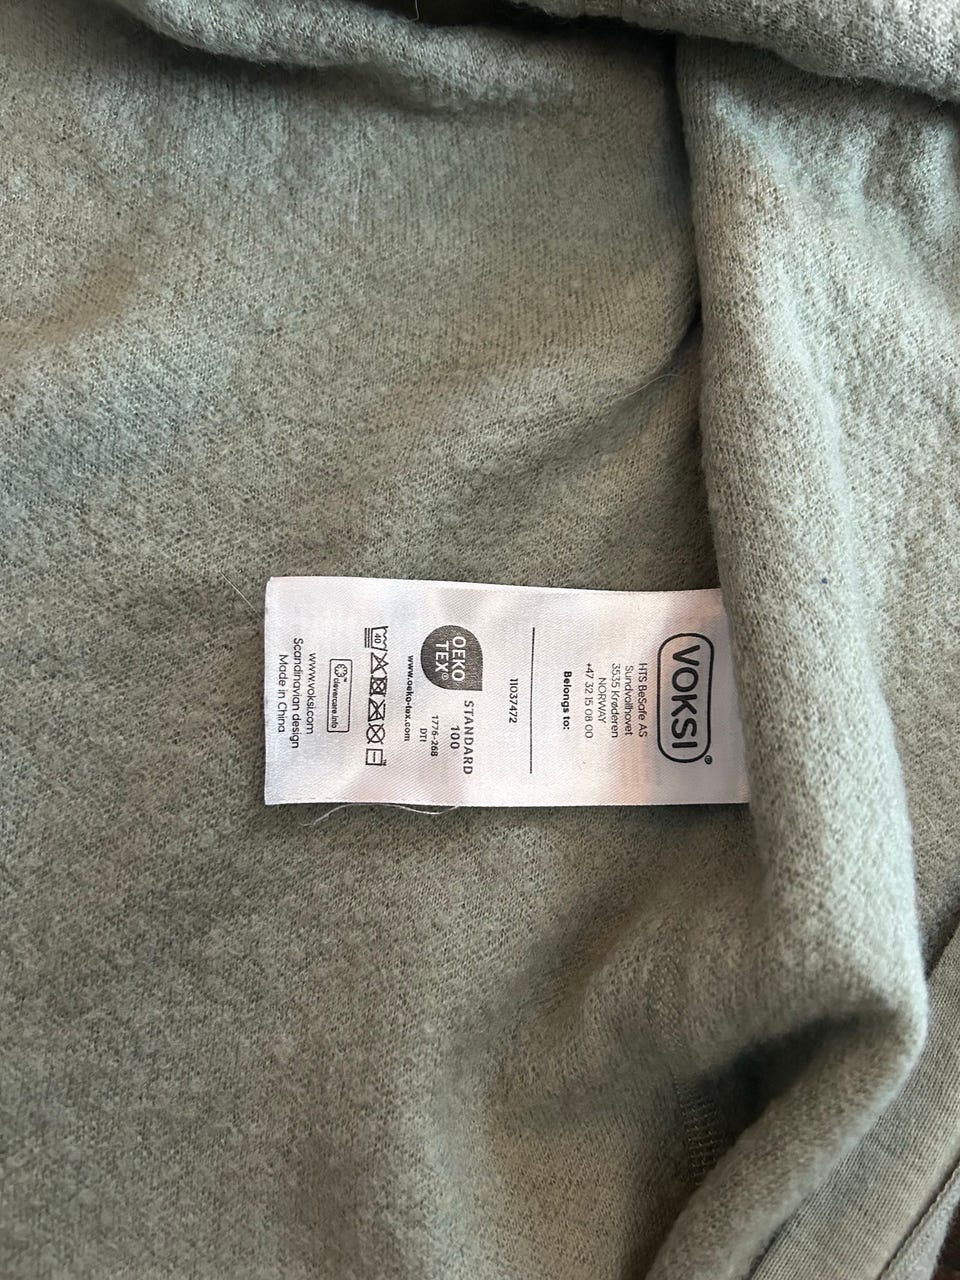 VOKSI®
HTS BeSafe AS
Sundvollhovet
3535 Krøderen
NORWAY
+47 32 15 08 00
Belongs to:
11037472
OEKO
TEX®
STANDARD
100
1776-268
DTI
www.oeko-tex.com
40
clevercare.info
www.voksi.com
Scandinavian design
Made in China